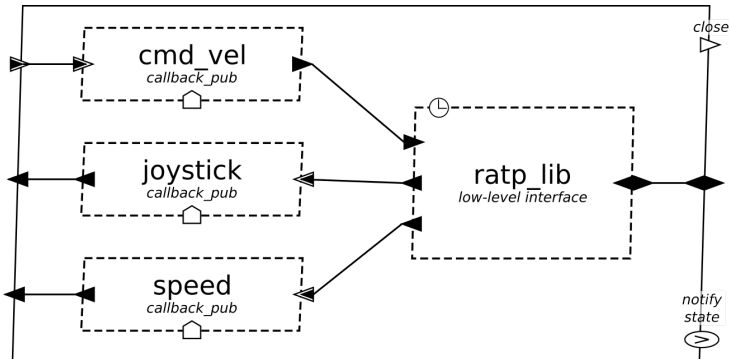 close
cmd_vel
callback_pub
joystick
callback_pub
ratp_lib
low-level interface
speed
callback_pub
notify
state